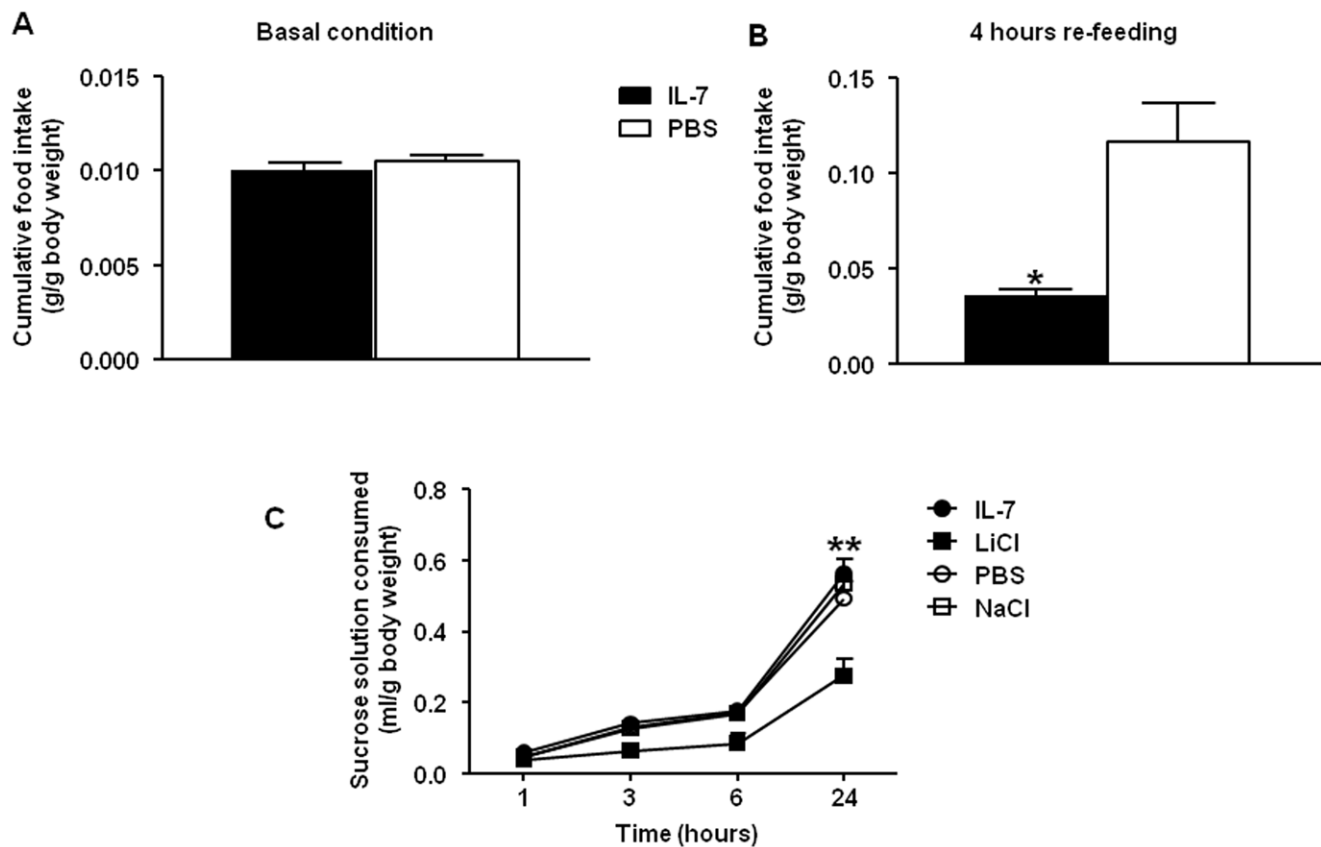 A
Basal condition
Cumulative food intake
(g/g body weight)
0.015
0.010
0.005
0.000
IL-7
PBS
B
4 hours re-feeding
Cumulative food intake
(g/g body weight)
0.15
0.10
0.05
0.00
*
C
Sucrose solution consumed
(ml/g body weight)
0.8
0.6
0.4
0.2
0.0
**
1 3 6 24
Time (hours)
IL-7
LiCl
PBS
NaCl